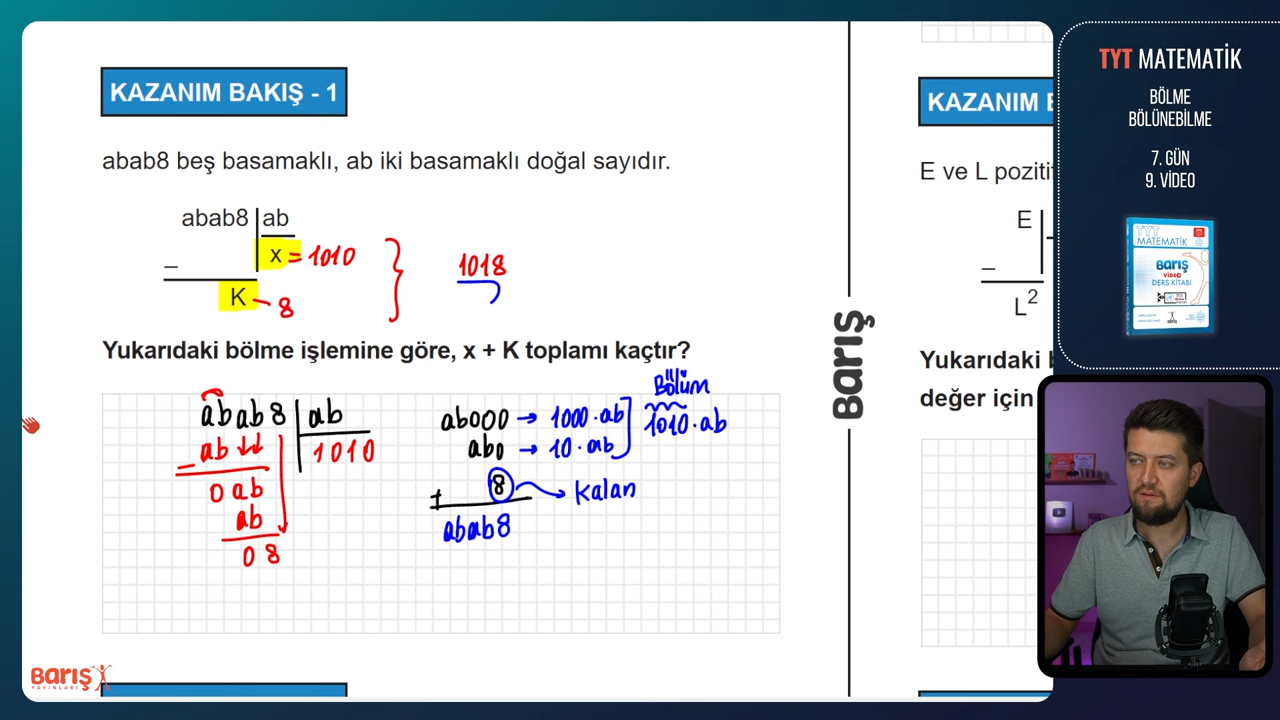 KAZANIM BAKIŞ - 1
abab8 beş basamaklı, ab iki basamaklı doğal sayıdır.
abab8 ab
x = 1010
–
K – 8
1018
Yukarıdaki bölme işlemine göre, x + K toplamı kaçtır?
abab8 ab
– ab 1010
0ab
ab
08
Bölüm
ab000 → 1000·ab
ab0 → 10·ab
1010·ab
+ 8 → Kalan
abab8
BARIŞ
YAYINLARI
Barış
KAZANIM B
E ve L poziti
E
–
L²
Yukarıdaki b
değer için
TYT MATEMATİK
BÖLME
BÖLÜNEBİLME
7. GÜN
9. VİDEO
TYT
MATEMATİK
BARIŞ
VİDEO
DERS KİTABI